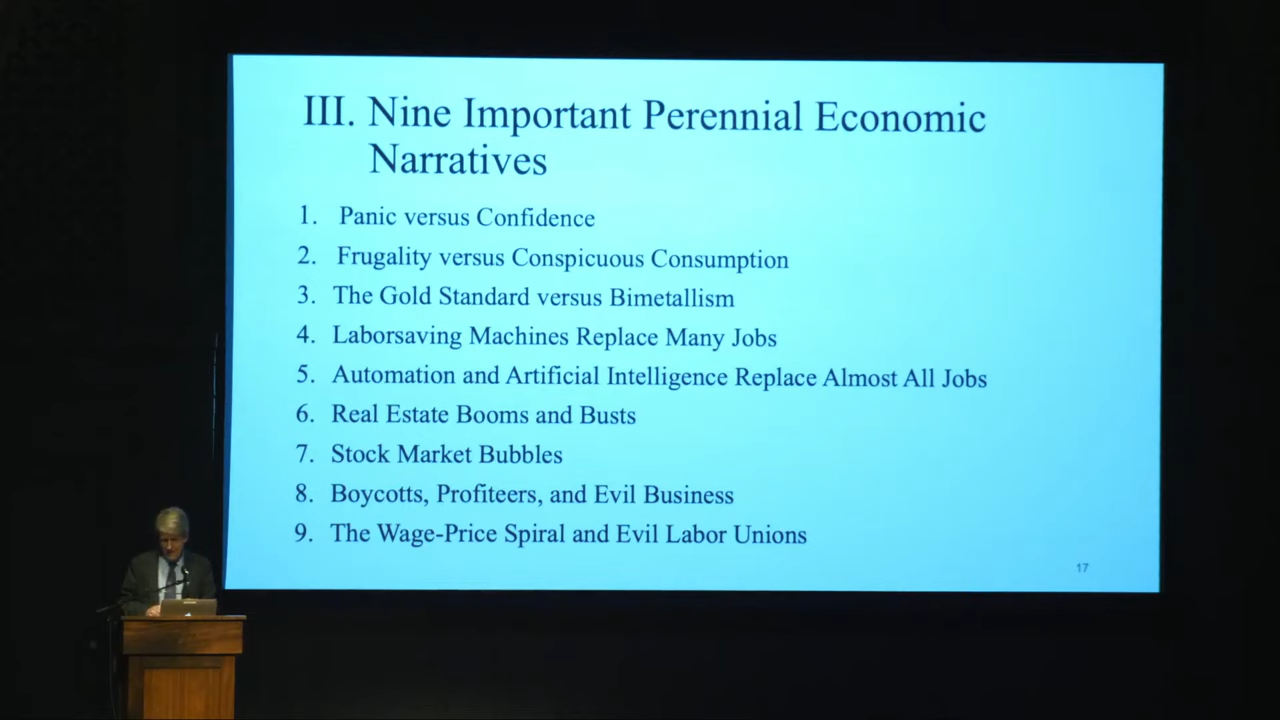 III. Nine Important Perennial Economic
Narratives
1. Panic versus Confidence
2. Frugality versus Conspicuous Consumption
3. The Gold Standard versus Bimetallism
4. Laborsaving Machines Replace Many Jobs
5. Automation and Artificial Intelligence Replace Almost All Jobs
6. Real Estate Booms and Busts
7. Stock Market Bubbles
8. Boycotts, Profiteers, and Evil Business
9. The Wage-Price Spiral and Evil Labor Unions
17